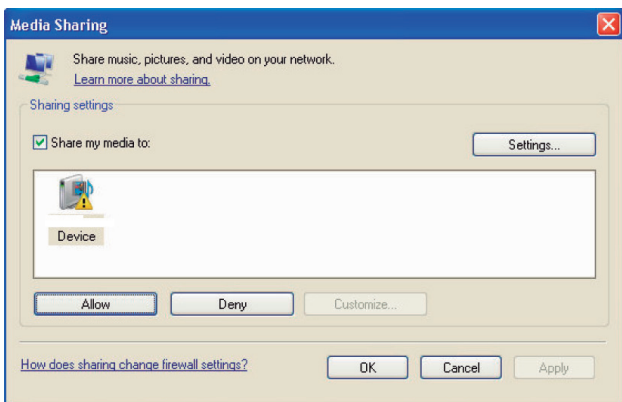 Media Sharing
Share music, pictures, and video on your network.
Learn more about sharing.
Sharing settings
Share my media to:
Settings...
Device
Allow
Deny
Customize...
How does sharing change firewall settings?
OK
Cancel
Apply